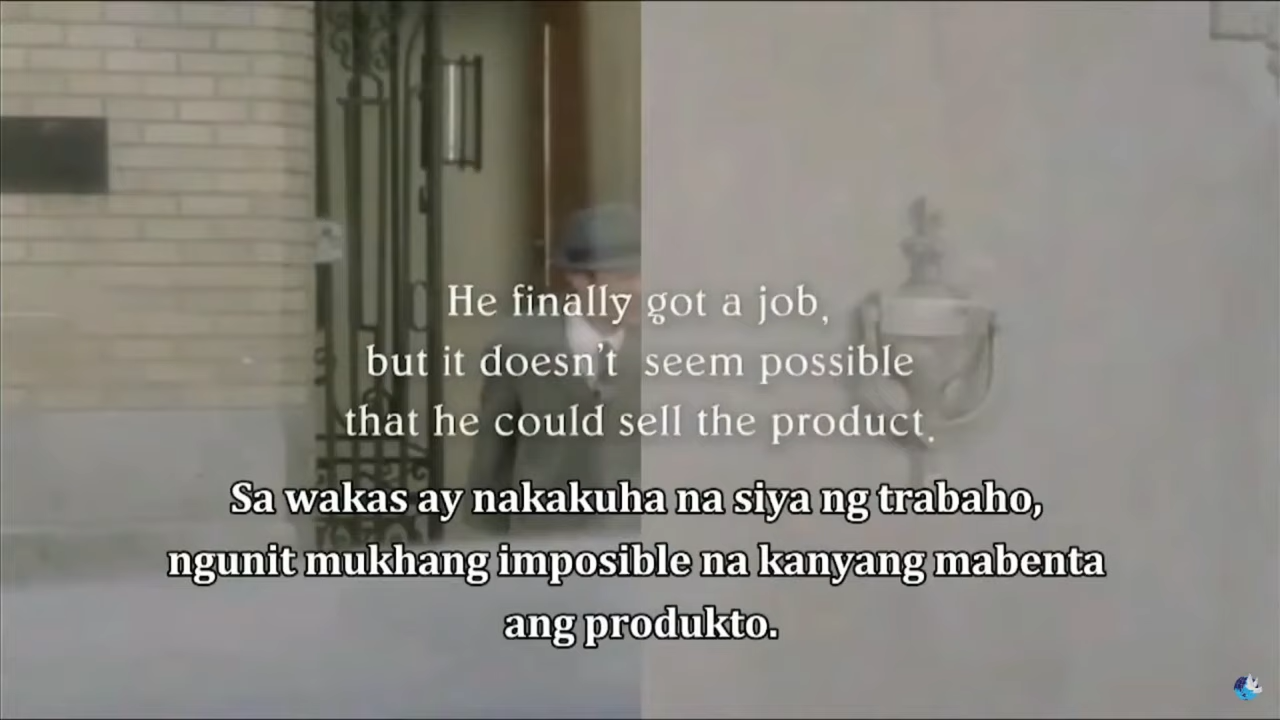 He finally got a job,
but it doesn't seem possible
that he could sell the product.
Sa wakas ay nakakuha na siya ng trabaho,
ngunit mukhang imposible na kanyang mabenta
ang produkto.